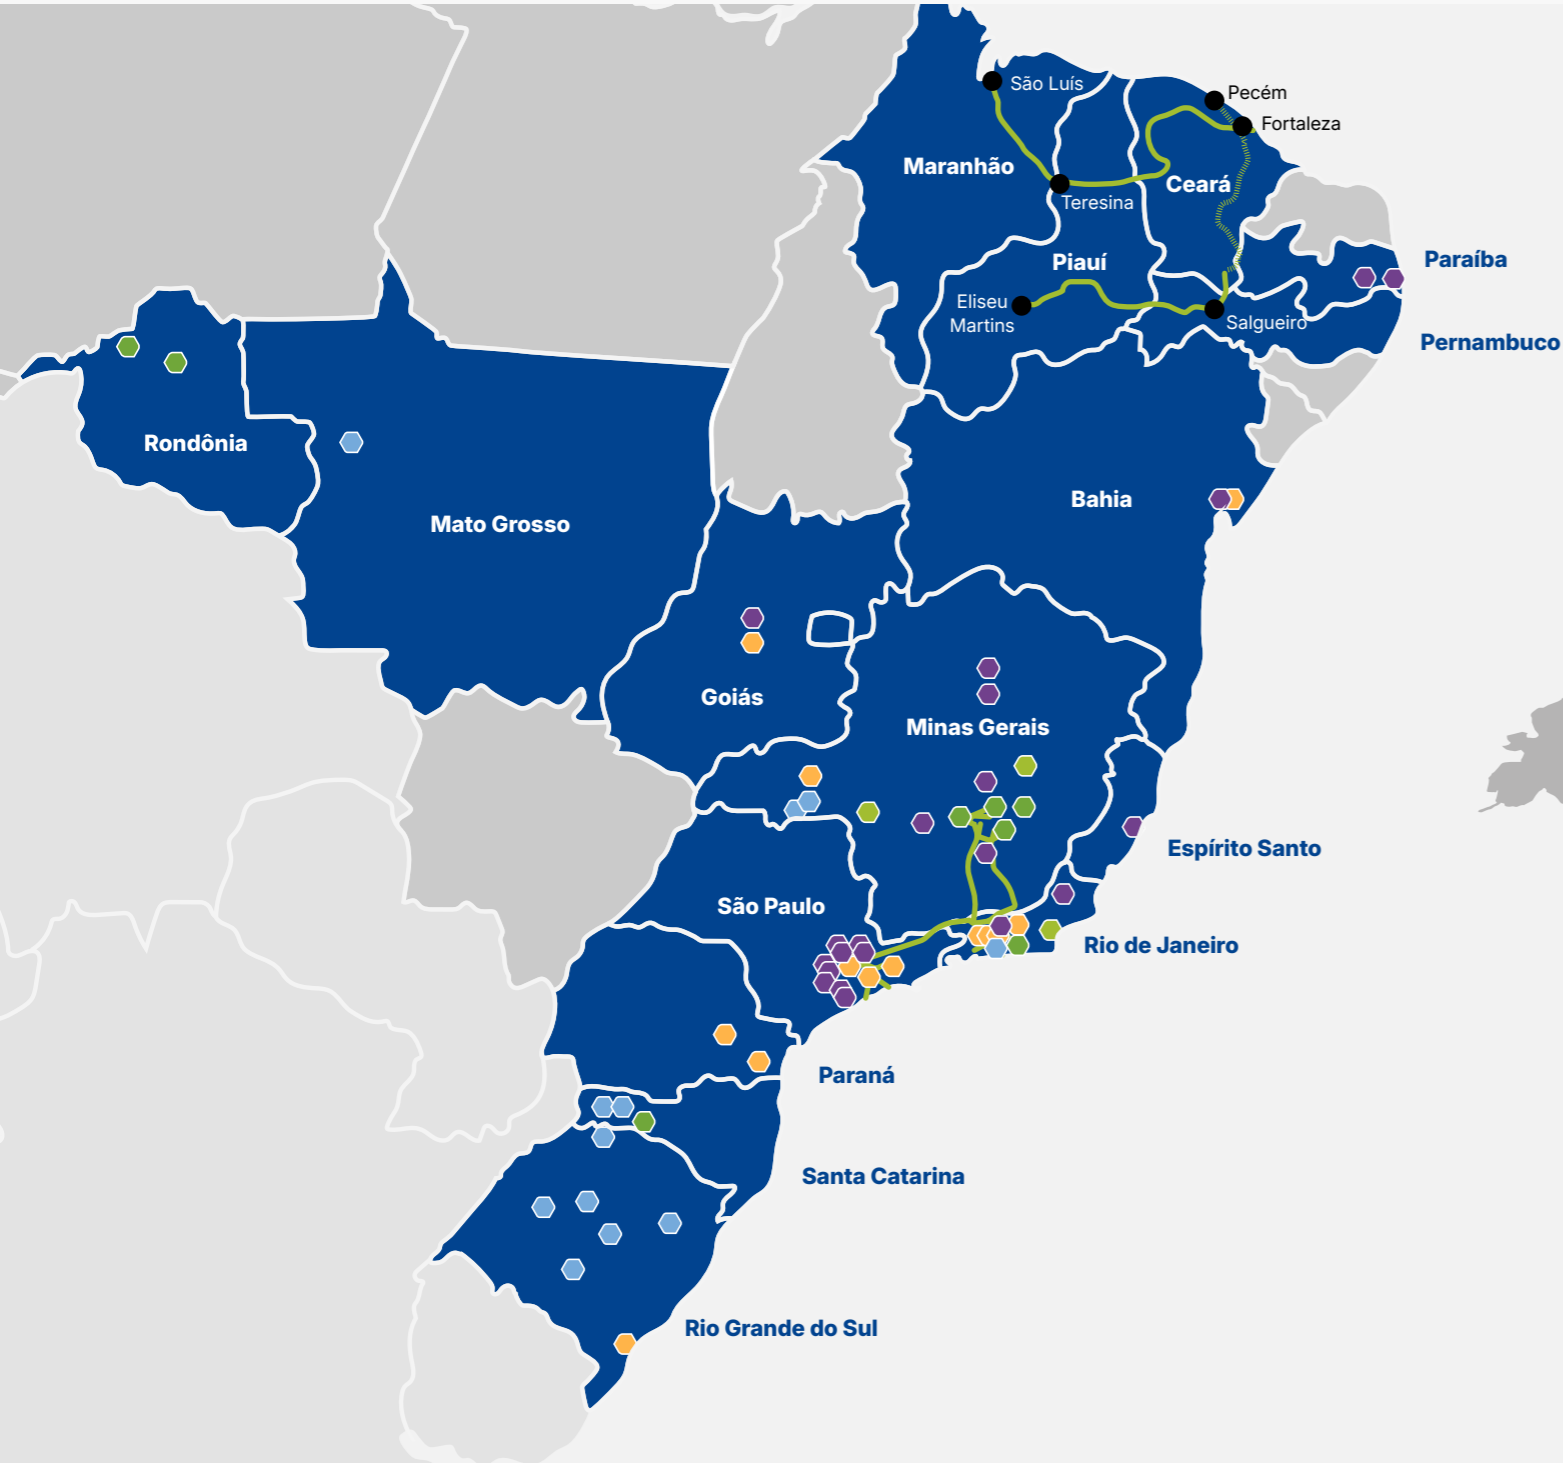 São Luís
Pecém
Fortaleza
Maranhão
Ceará
Teresina
Paraíba
Piauí
Eliseu
Martins
Salgueiro
Pernambuco
Rondônia
Bahia
Mato Grosso
Goiás
Minas Gerais
Espírito Santo
São Paulo
Rio de Janeiro
Paraná
Santa Catarina
Rio Grande do Sul